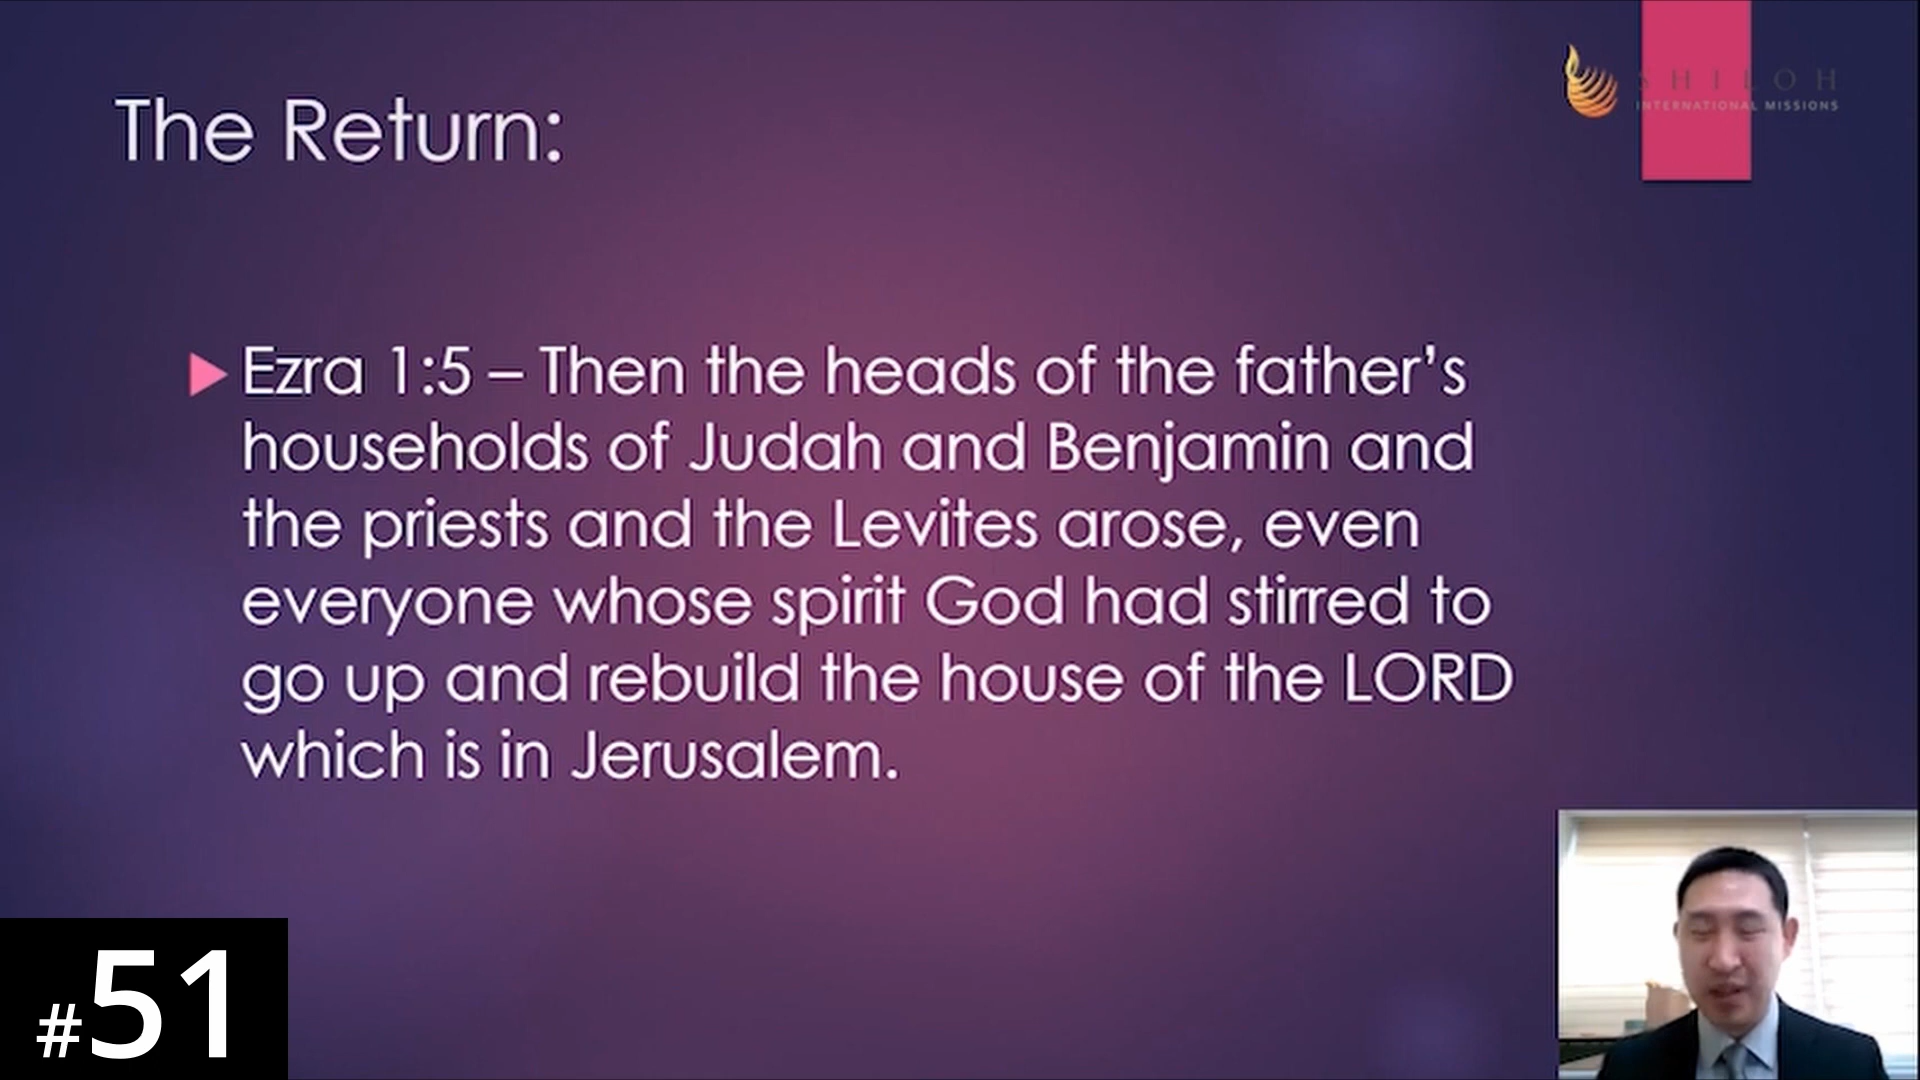 The Return:
SHILOH
INTERNATIONAL MISSIONS
Ezra 1:5 – Then the heads of the father’s
households of Judah and Benjamin and
the priests and the Levites arose, even
everyone whose spirit God had stirred to
go up and rebuild the house of the LORD
which is in Jerusalem.
#51